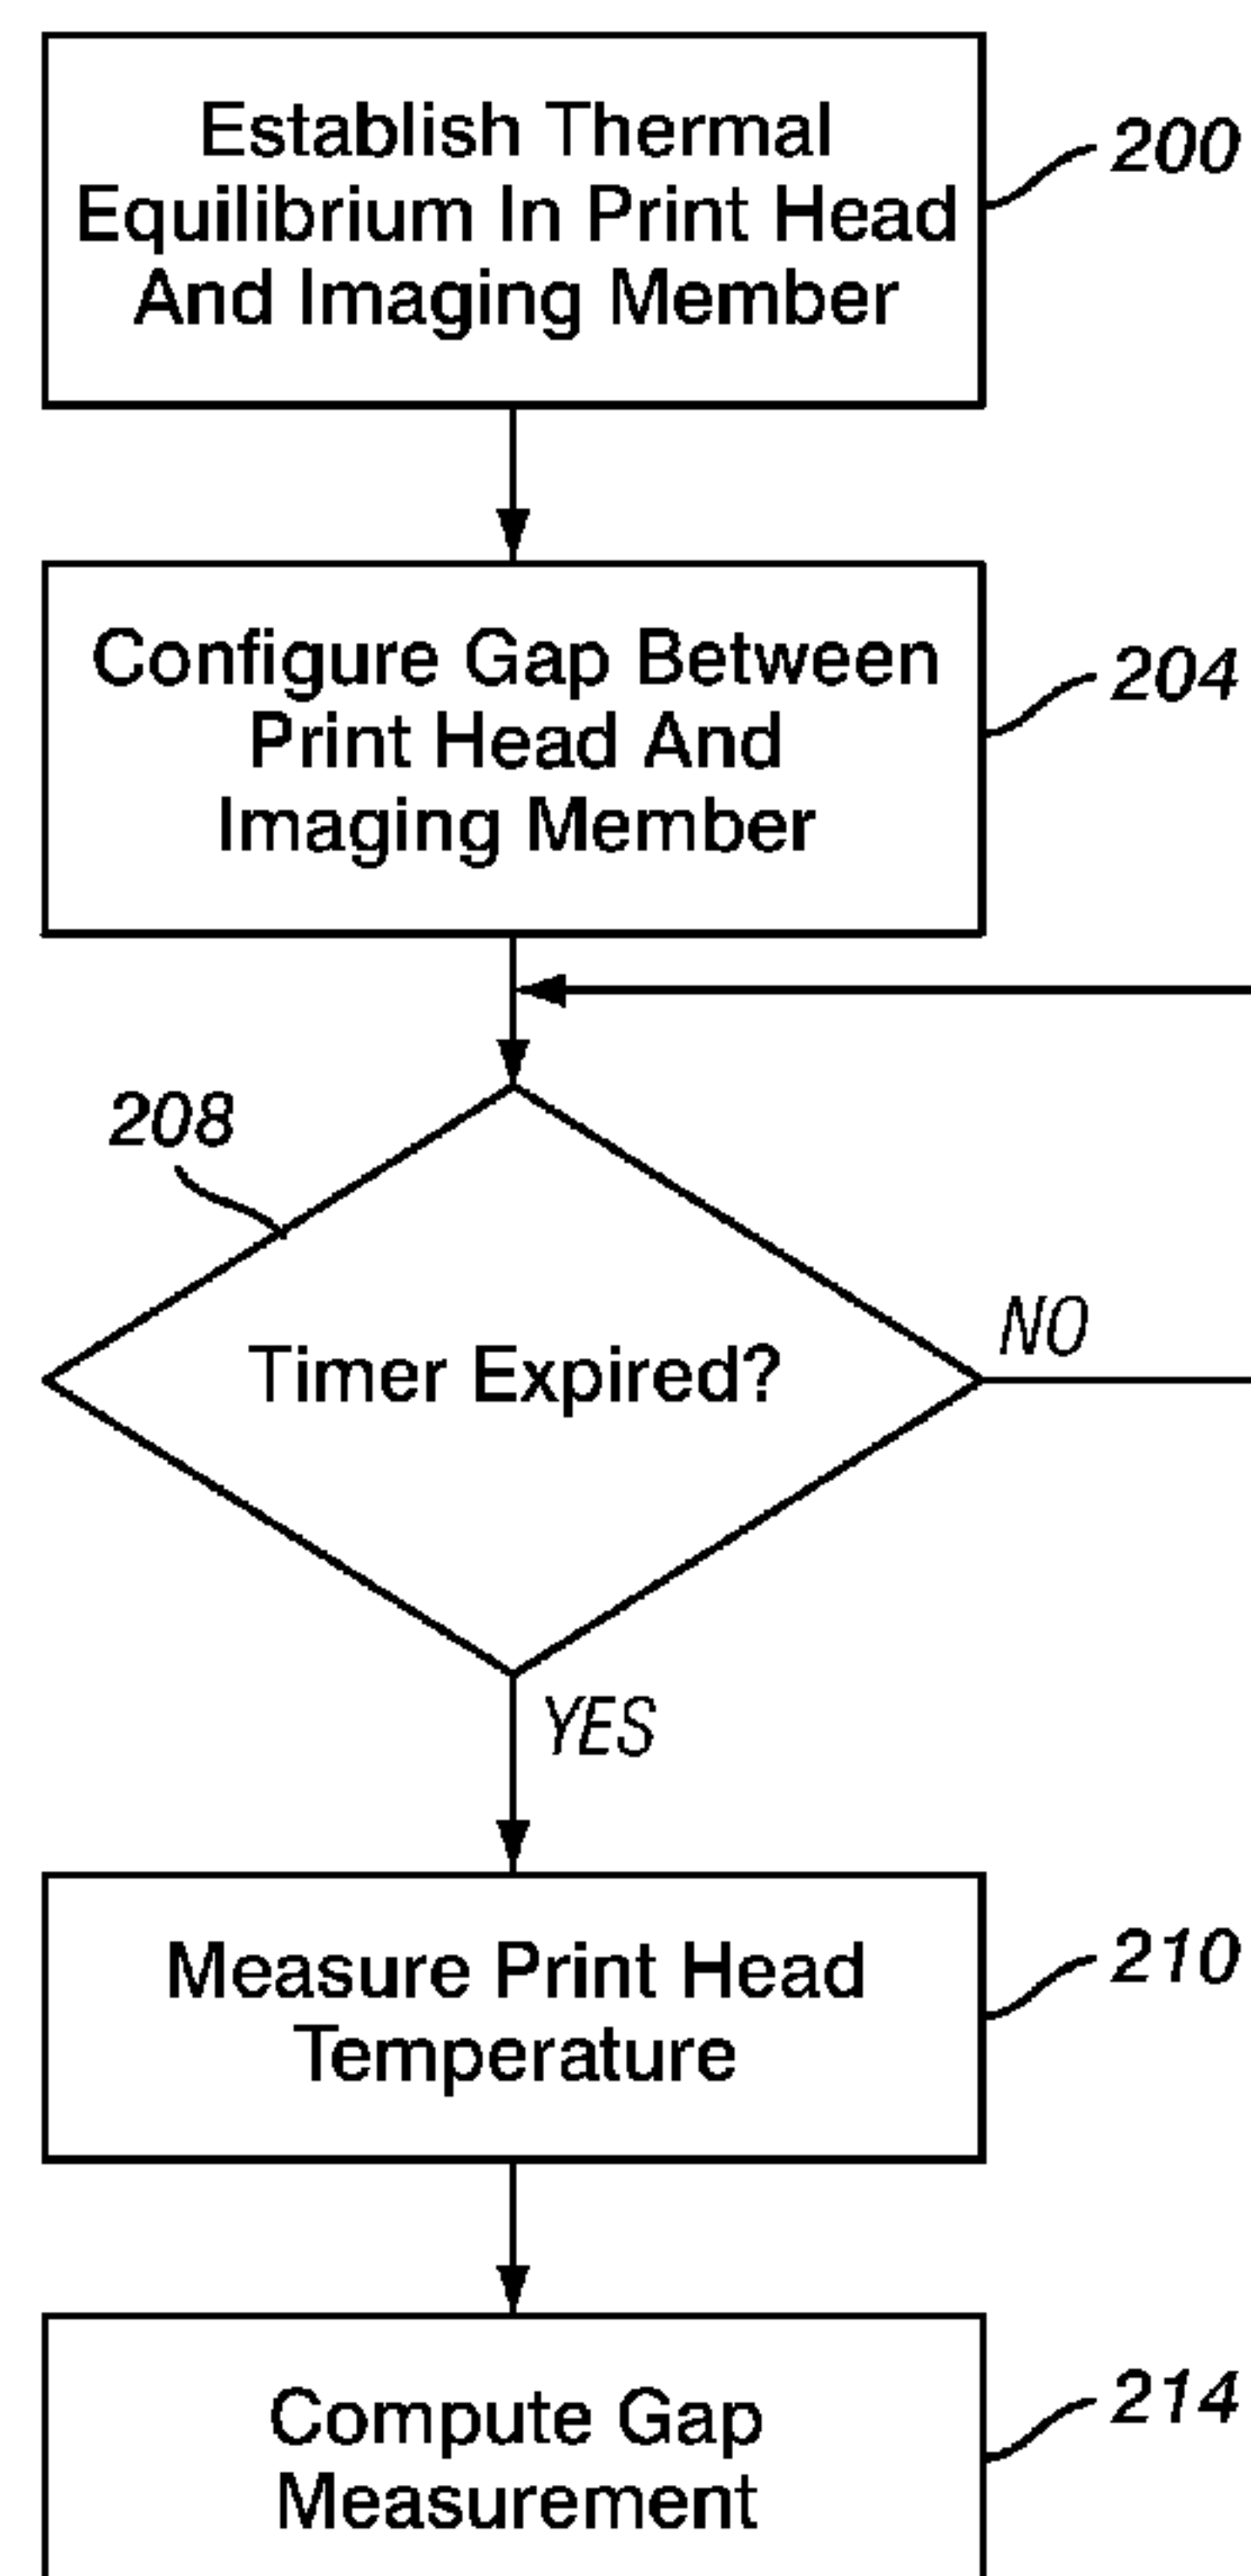 Establish Thermal
Equilibrium In Print Head
And Imaging Member
200
Configure Gap Between
Print Head And
Imaging Member
204
208
Timer Expired?
NO
YES
Measure Print Head
Temperature
210
Compute Gap
Measurement
214